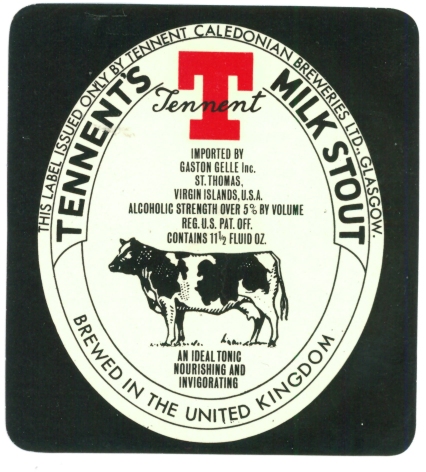 THIS LABEL ISSUED ONLY BY TENNENT CALEDONIAN BREWERIES LTD., GLASGOW.
TENNENT'S MILK STOUT
T
Tennent
IMPORTED BY
GASTON GELLE Inc.
ST. THOMAS,
VIRGIN ISLANDS, U.S.A.
ALCOHOLIC STRENGTH OVER 5% BY VOLUME
REG. U.S. PAT. OFF.
CONTAINS 11½ FLUID OZ.
AN IDEAL TONIC
NOURISHING AND
INVIGORATING
BREWED IN THE UNITED KINGDOM